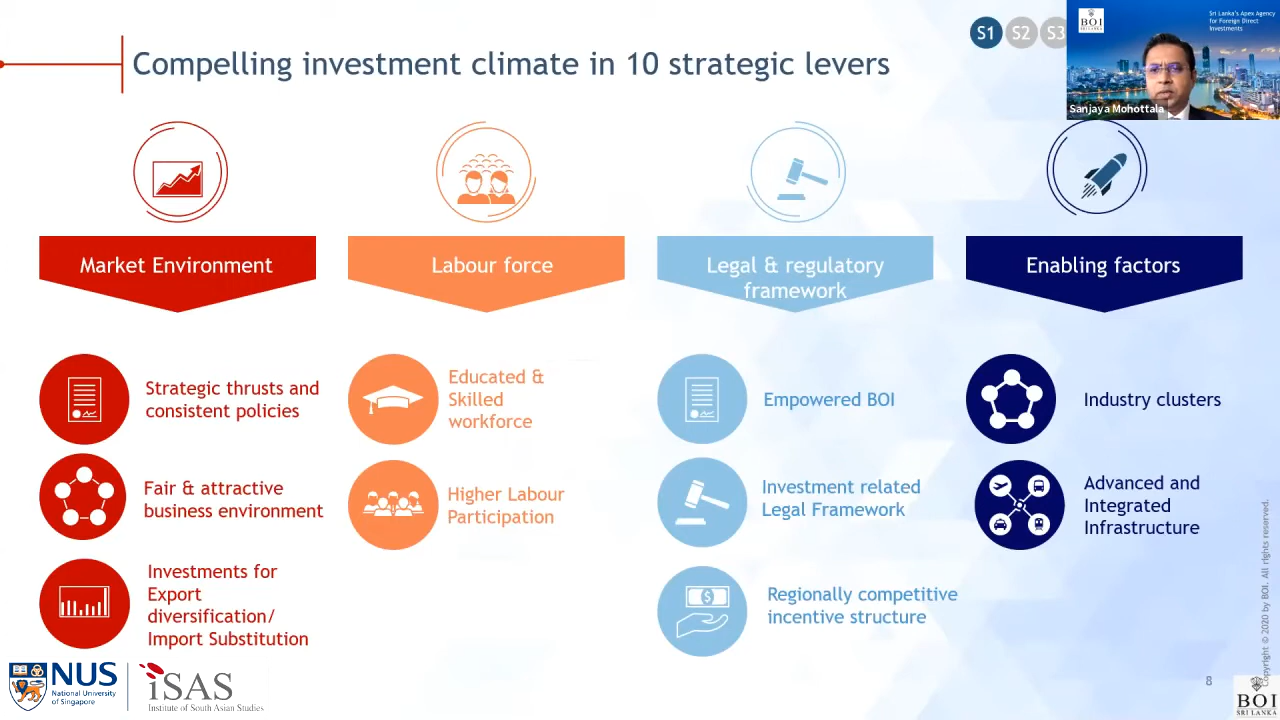 Compelling investment climate in 10 strategic levers
S1 S2 S3
BOI
SRI LANKA
Sri Lanka's Apex Agency
for Foreign Direct
Investments
Sanjaya Mohottala
Market Environment
Labour force
Legal & regulatory
framework
Enabling factors
Strategic thrusts and
consistent policies
Fair & attractive
business environment
Investments for
Export
diversification/
Import Substitution
Educated &
Skilled
workforce
Higher Labour
Participation
Empowered BOI
Investment related
Legal Framework
$
Regionally competitive
incentive structure
Industry clusters
Advanced and
Integrated
Infrastructure
Copyright © 2020 by BOI. All rights reserved.
8
NUS
National University
of Singapore
iSAS
Institute of South Asian Studies
BOI
SRI LANKA